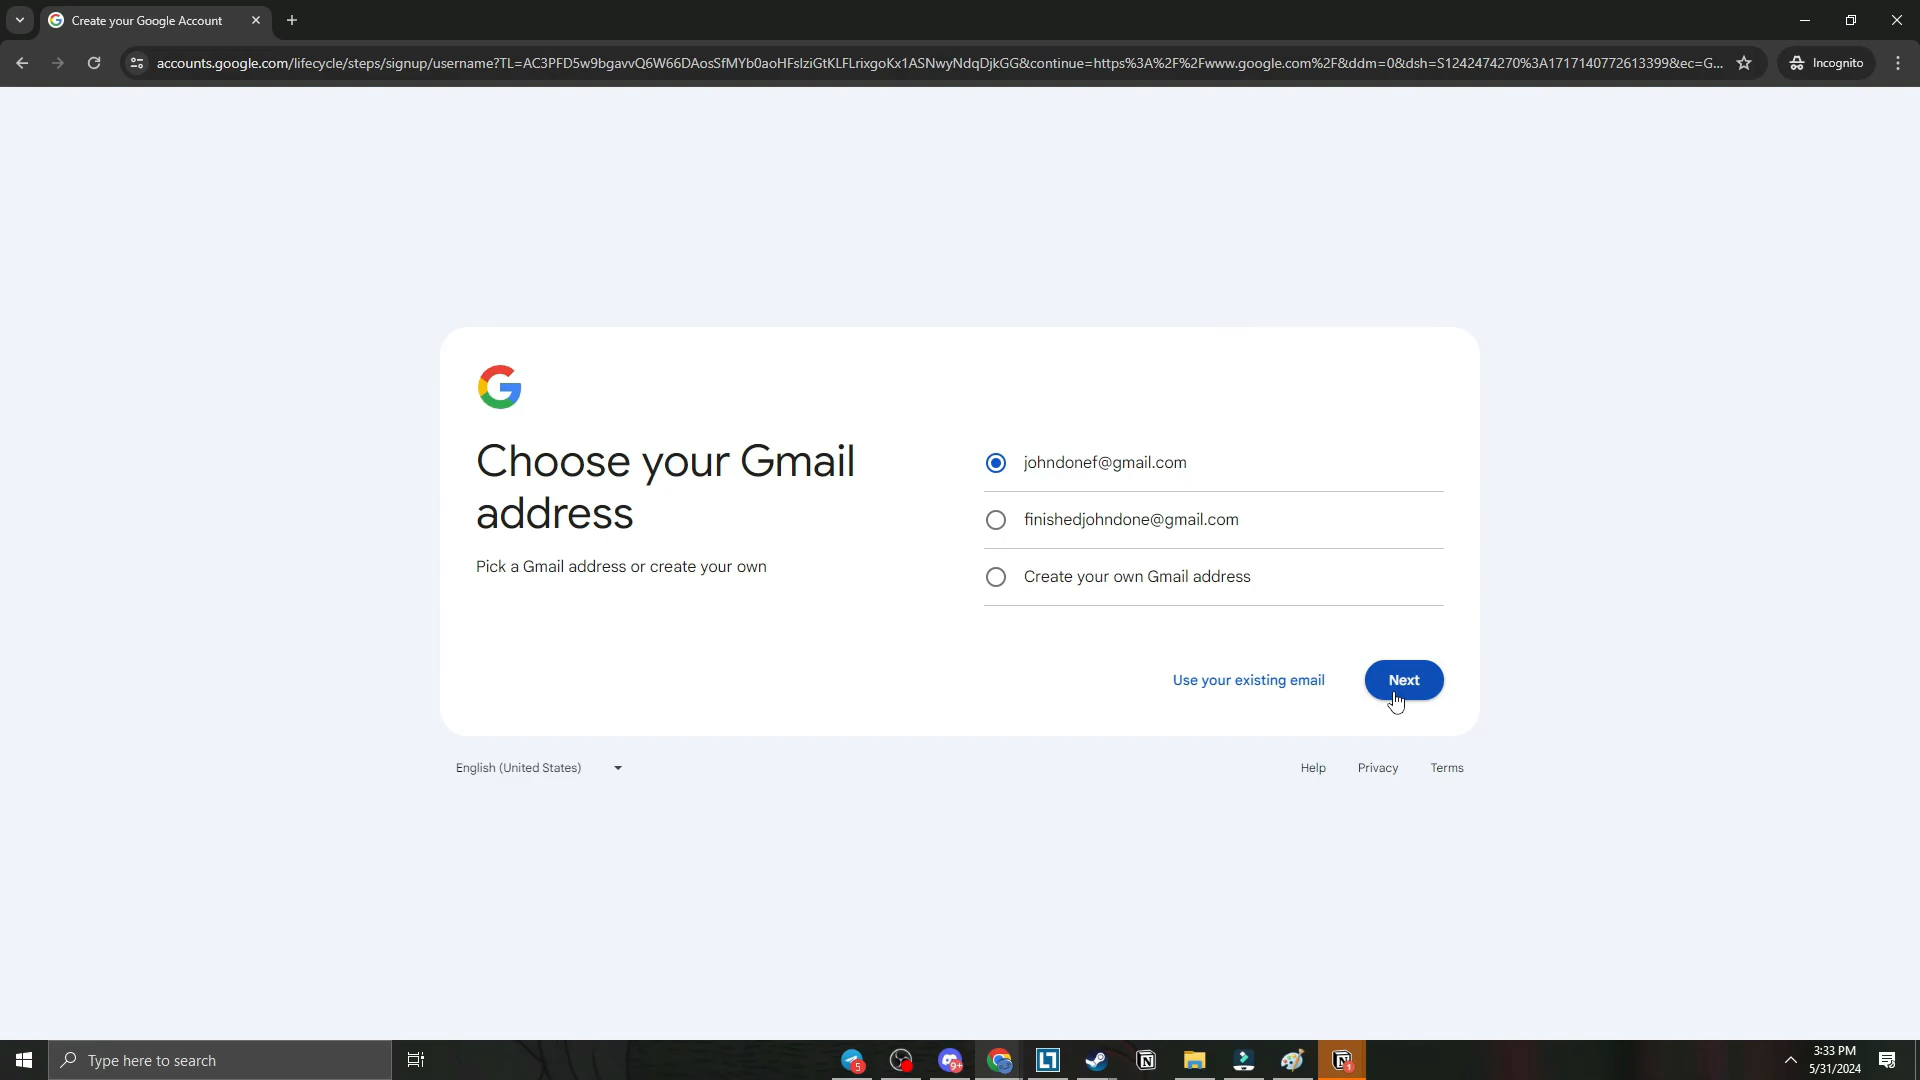 Create your Google Account
accounts.google.com/lifecycle/steps/signup/username?TL=AC3PFD5w9bgavvQ6W66DAosSfMYb0aoHFslziGtKLFLrixgoKx1ASNwyNdqDjkGG&continue=https%3A%2F%2Fwww.google.com%2F&ddm=0&dsh=S1242474270%3A1717140772613399&ec=G...
Incognito
Choose your Gmail
address
Pick a Gmail address or create your own
johndonef@gmail.com
finishedjohndone@gmail.com
Create your own Gmail address
Use your existing email
Next
English (United States)
Help
Privacy
Terms
Type here to search
5
9+
1
3:33 PM
5/31/2024